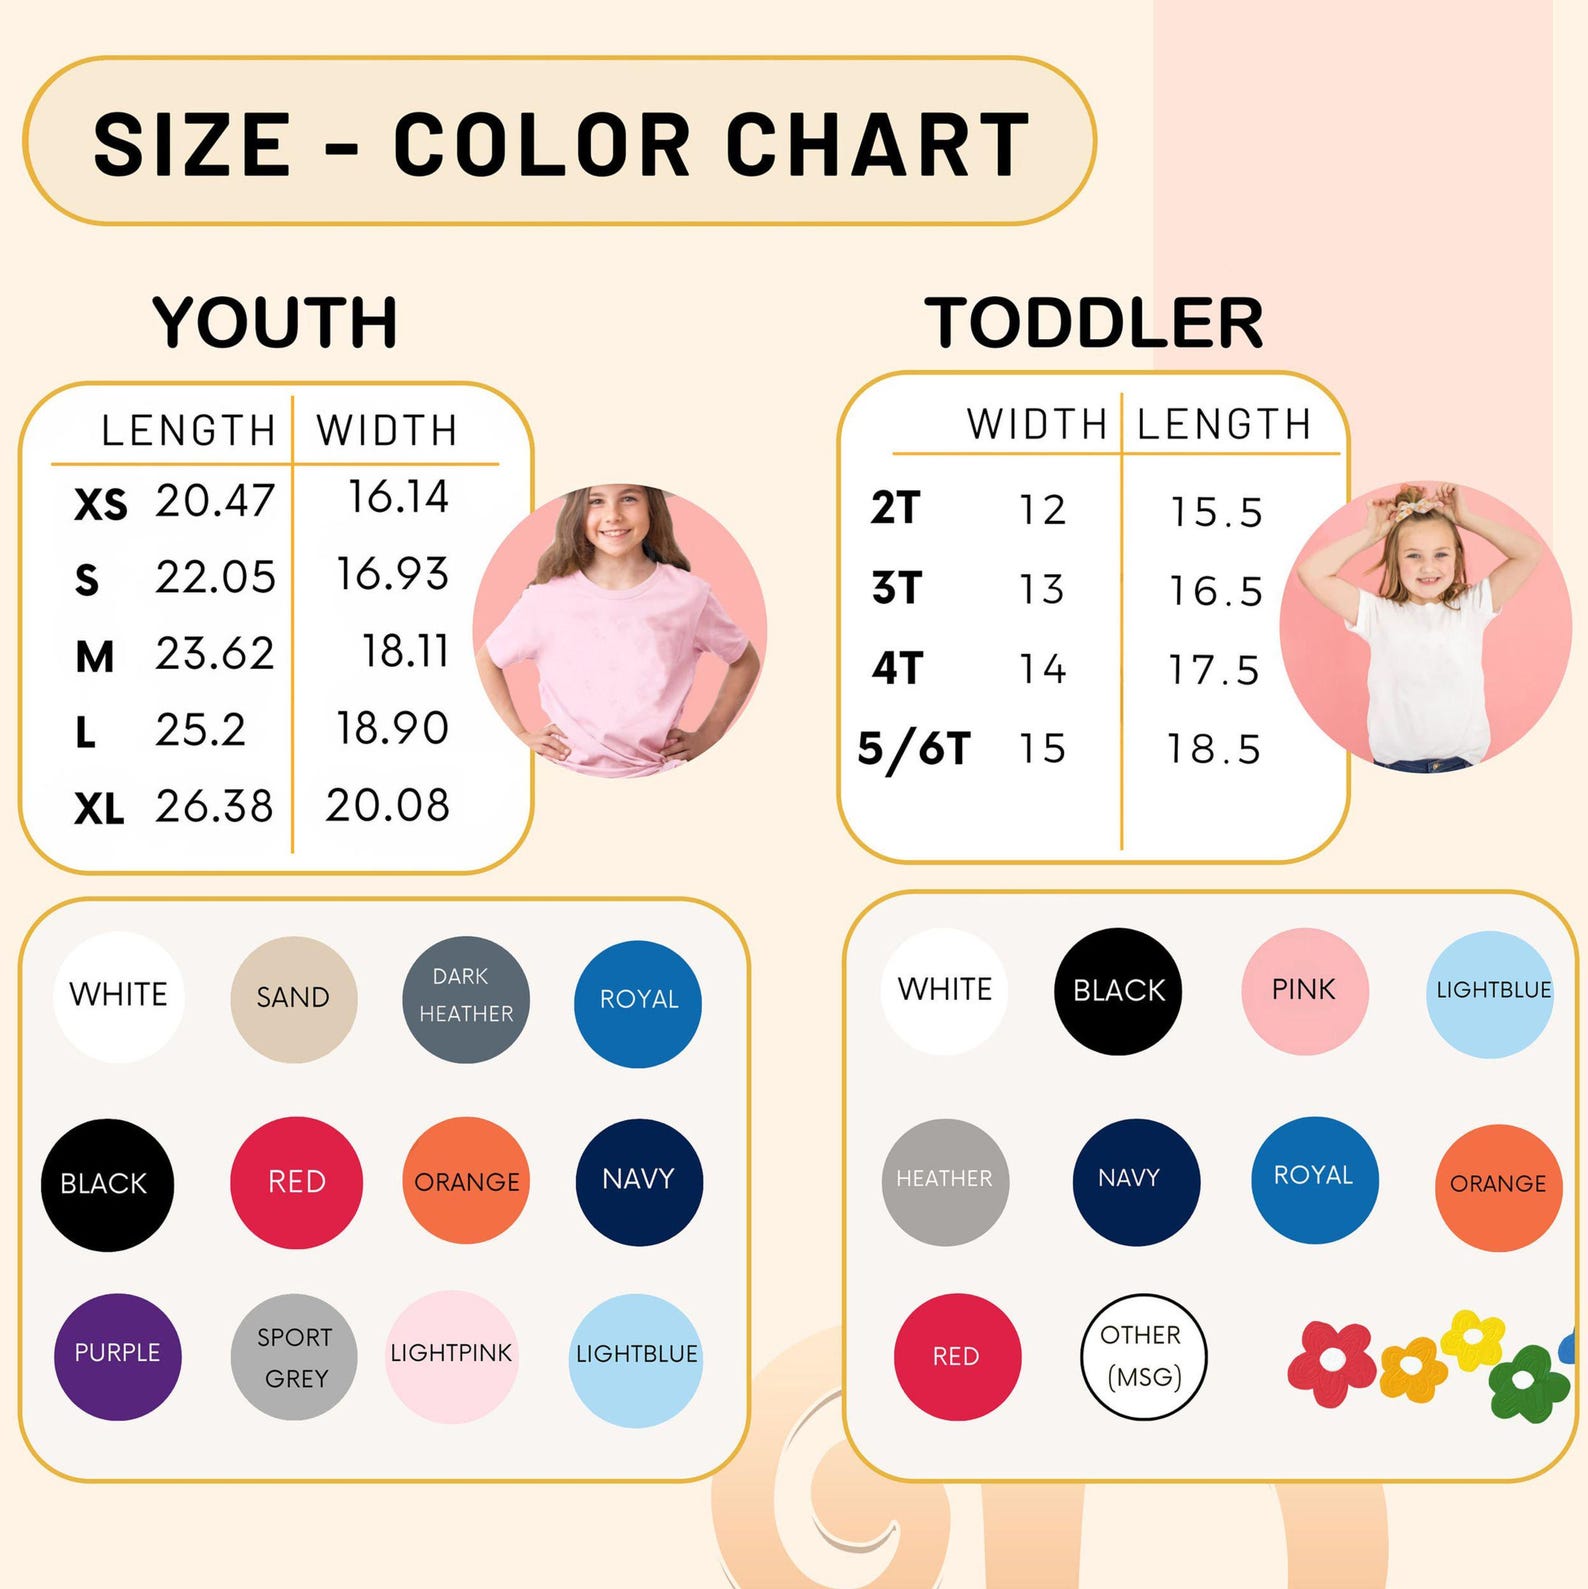 SIZE - COLOR CHART
YOUTH
LENGTH WIDTH
XS 20.47 16.14
S 22.05 16.93
M 23.62 18.11
L 25.2 18.90
XL 26.38 20.08
TODDLER
WIDTH LENGTH
2T 12 15.5
3T 13 16.5
4T 14 17.5
5/6T 15 18.5
WHITE
SAND
DARK
HEATHER
ROYAL
BLACK
RED
ORANGE
NAVY
PURPLE
SPORT
GREY
LIGHTPINK
LIGHTBLUE
WHITE
BLACK
PINK
LIGHTBLUE
HEATHER
NAVY
ROYAL
ORANGE
RED
OTHER
(MSG)